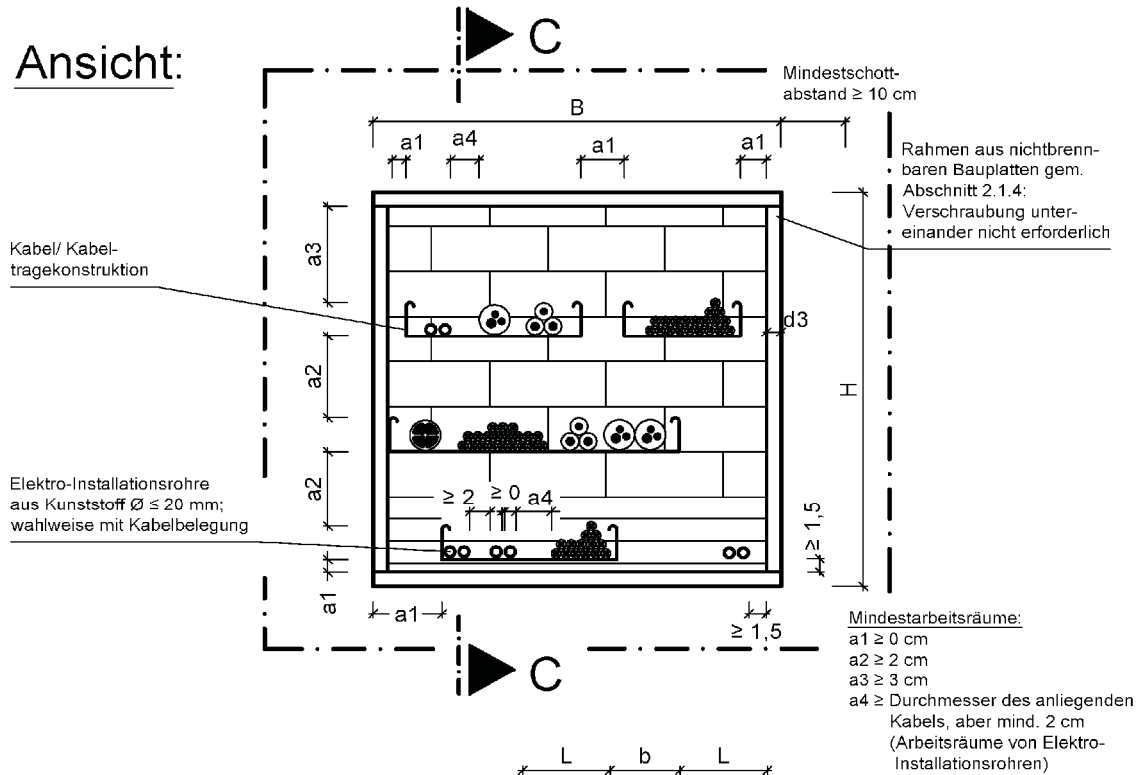 Ansicht:
C
Mindestschott-
abstand ≥ 10 cm
B
a1
a4
a1
a1
Rahmen aus nichtbrenn-
baren Bauplatten gem.
Abschnitt 2.1.4;
Verschraubung unter-
einander nicht erforderlich
Kabel/ Kabel-
tragekonstruktion
a3
d3
a2
H
Elektro-Installationsrohre
aus Kunststoff Ø ≤ 20 mm;
wahlweise mit Kabelbelegung
a2
≥ 2
≥ 0
a4
≥ 1,5
a1
a1
≥ 1,5
C
Mindestarbeitsräume:
a1 ≥ 0 cm
a2 ≥ 2 cm
a3 ≥ 3 cm
a4 ≥ Durchmesser des anliegenden
Kabels, aber mind. 2 cm
(Arbeitsräume von Elektro-
Installationsrohren)
L
b
L